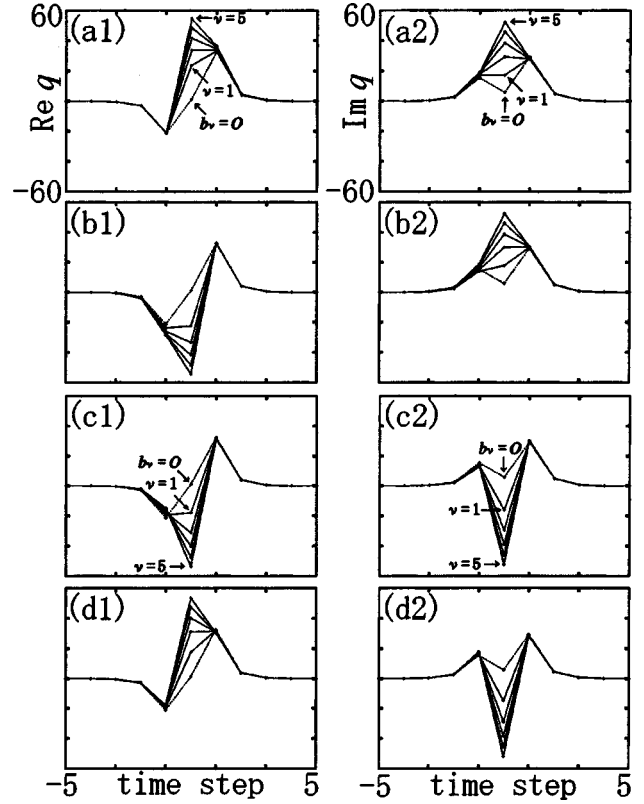 60
(a1)
ν=5
Re q
ν=1
bν=0
-60
60
(a2)
ν=5
Im q
ν=1
bν=0
-60
(b1)
(b2)
(c1)
bν=0
ν=1
ν=5
(c2)
bν=0
ν=1
ν=5
(d1)
(d2)
-5 time step 5
-5 time step 5